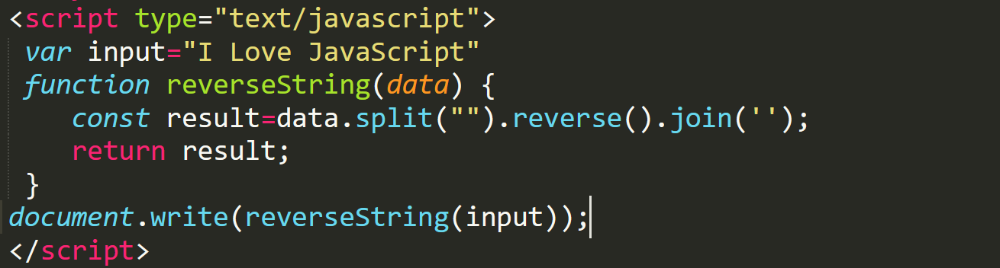 <script type="text/javascript">
var input="I Love JavaScript"
function reverseString(data) {
const result=data.split("").reverse().join('');
return result;
}
document.write(reverseString(input));
</script>